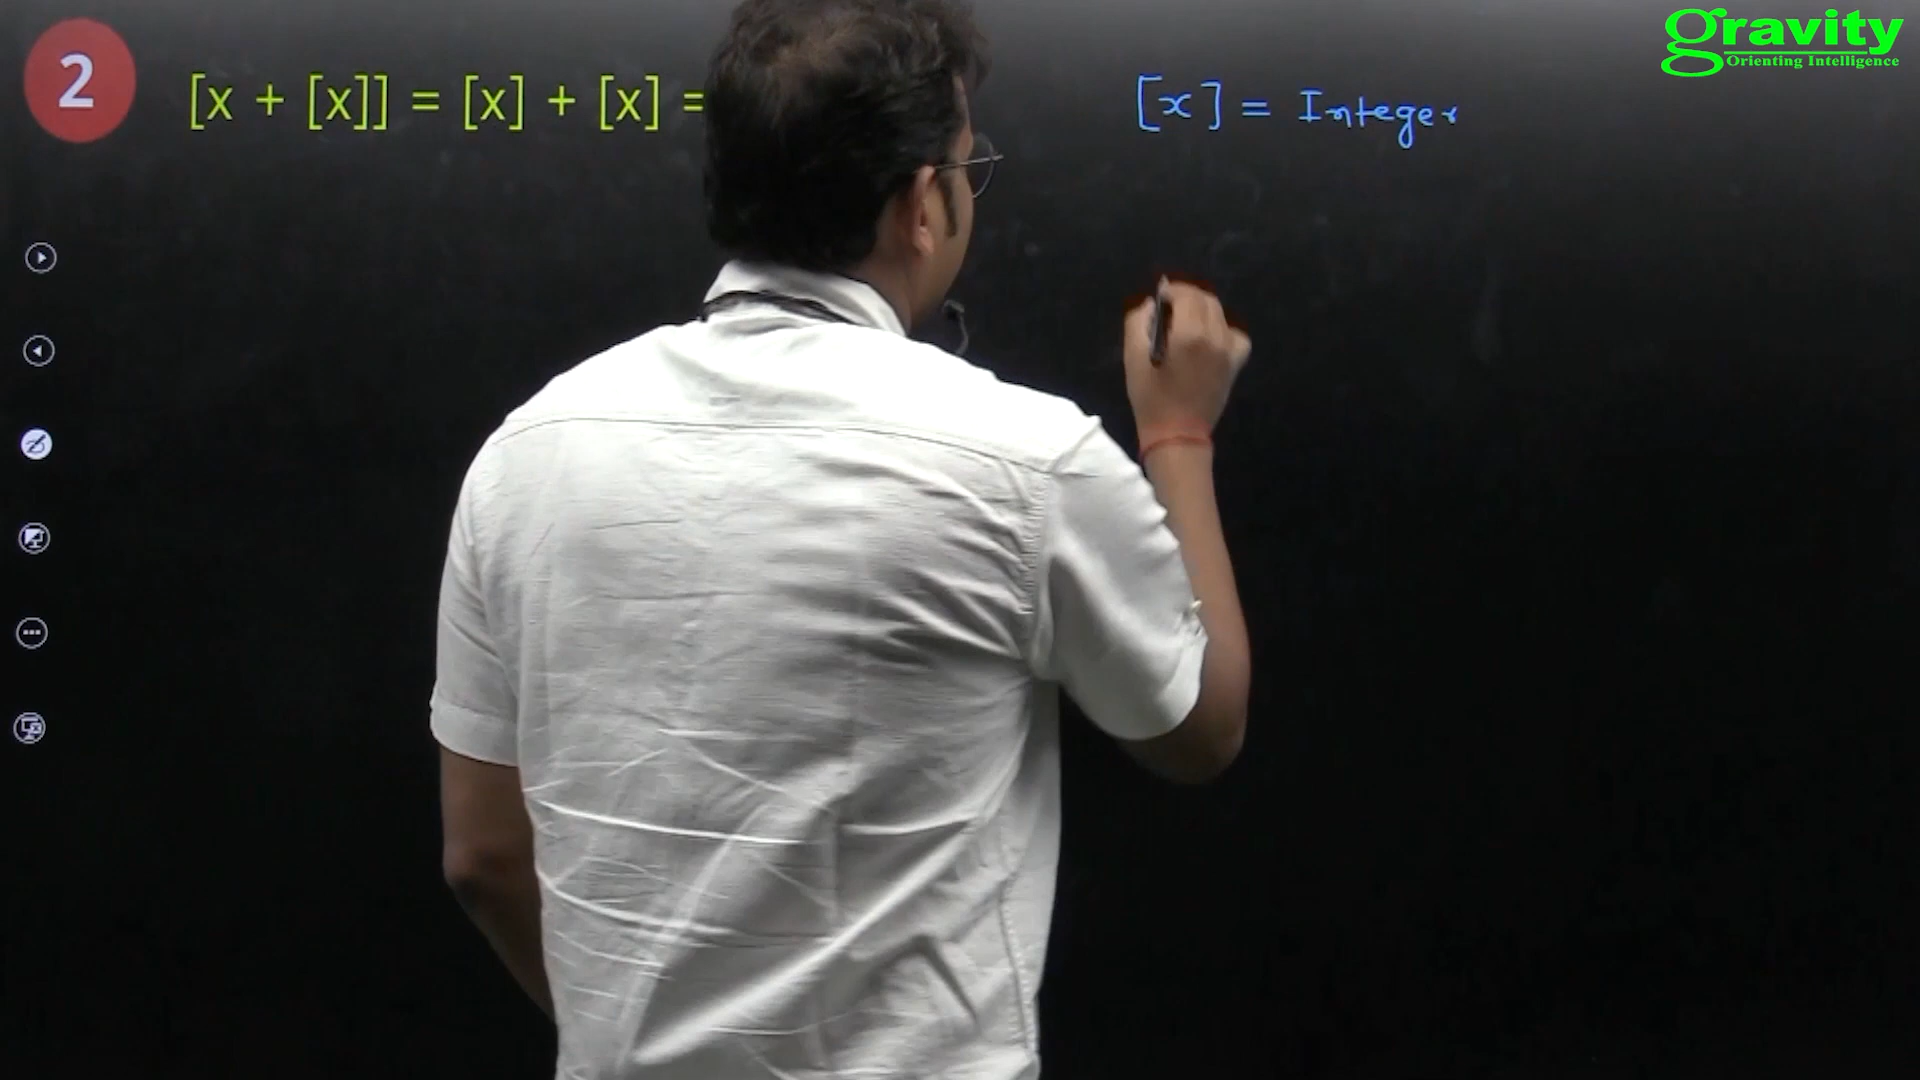 gravity
Orienting Intelligence
2
[x + [x]] = [x] + [x] =
[x] = Integer